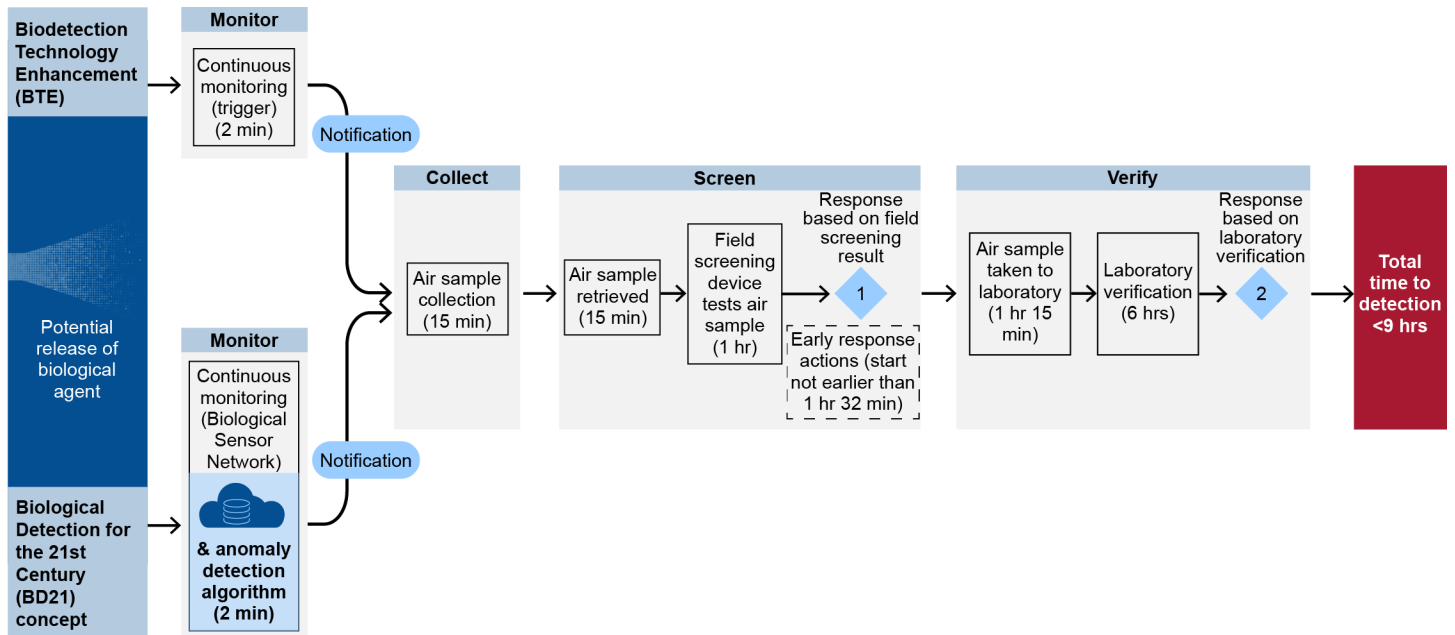 Biodetection
Technology
Enhancement
(BTE)
Potential
release of
biological
agent
Biological
Detection for
the 21st
Century
(BD21)
concept
Monitor
Continuous
monitoring
(trigger)
(2 min)
Notification
Monitor
Continuous
monitoring
(Biological
Sensor
Network)
& anomaly
detection
algorithm
(2 min)
Notification
Collect
Air sample
collection
(15 min)
Screen
Air sample
retrieved
(15 min)
Field
screening
device
tests air
sample
(1 hr)
Response
based on field
screening
result
1
Early response
actions (start
not earlier than
1 hr 32 min)
Verify
Air sample
taken to
laboratory
(1 hr 15
min)
Laboratory
verification
(6 hrs)
Response
based on
laboratory
verification
2
Total
time to
detection
<9 hrs